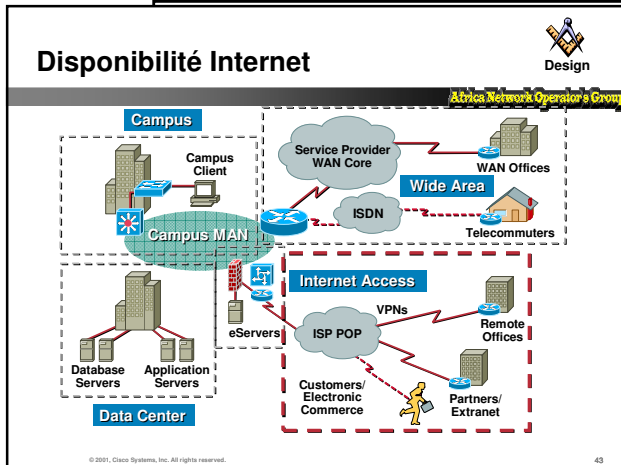 Disponibilité Internet
Design
Africa Network Operator's Group
Campus
Campus
Client
Service Provider
WAN Core
WAN Offices
Wide Area
ISDN
Telecommuters
Campus MAN
Internet Access
eServers
ISP POP
VPNs
Remote
Offices
Database
Servers
Application
Servers
Customers/
Electronic
Commerce
Partners/
Extranet
Data Center
© 2001, Cisco Systems, Inc. All rights reserved.
43